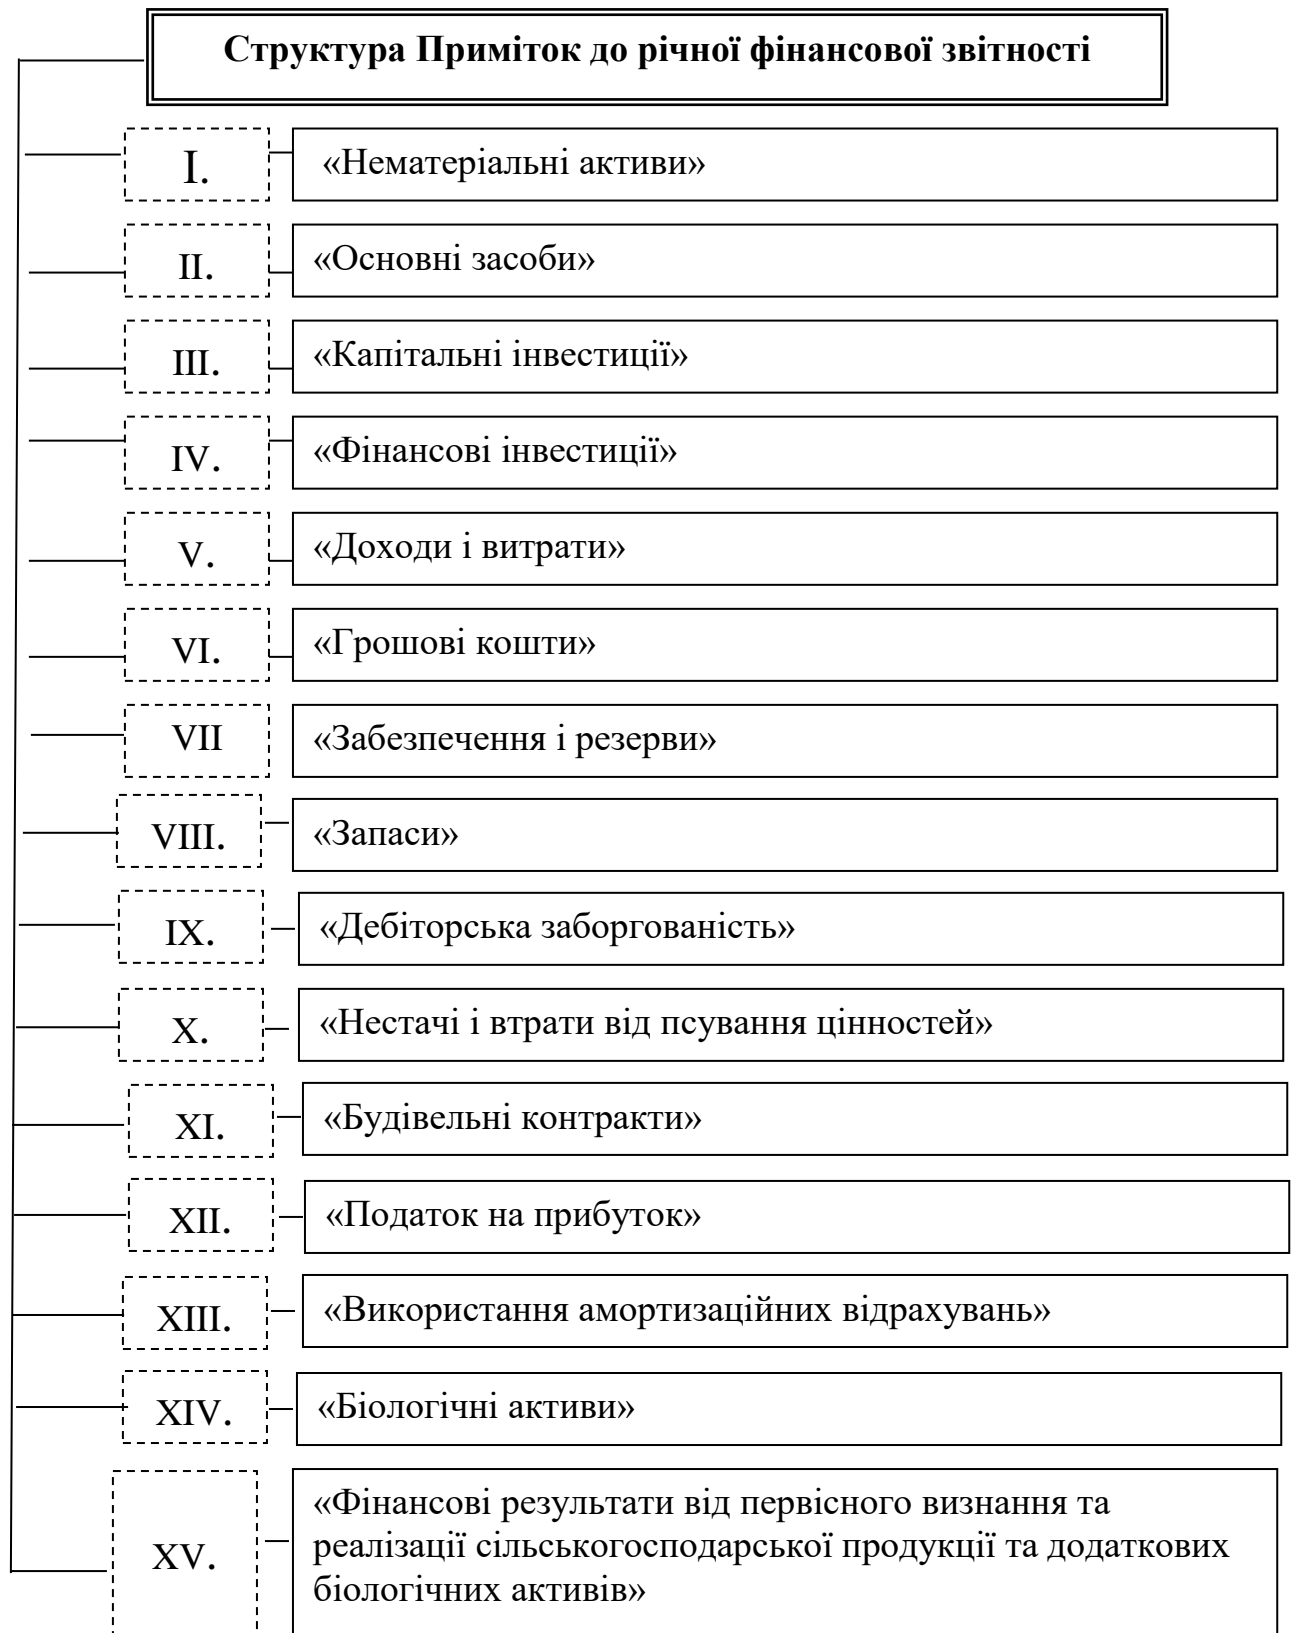 Структура Приміток до річної фінансової звітності
I. «Нематеріальні активи»
II. «Основні засоби»
III. «Капітальні інвестиції»
IV. «Фінансові інвестиції»
V. «Доходи і витрати»
VI. «Грошові кошти»
VII «Забезпечення і резерви»
VIII. «Запаси»
IX. «Дебіторська заборгованість»
X. «Нестачі і втрати від псування цінностей»
XI. «Будівельні контракти»
XII. «Податок на прибуток»
XIII. «Використання амортизаційних відрахувань»
XIV. «Біологічні активи»
XV. «Фінансові результати від первісного визнання та
реалізації сільськогосподарської продукції та додаткових
біологічних активів»